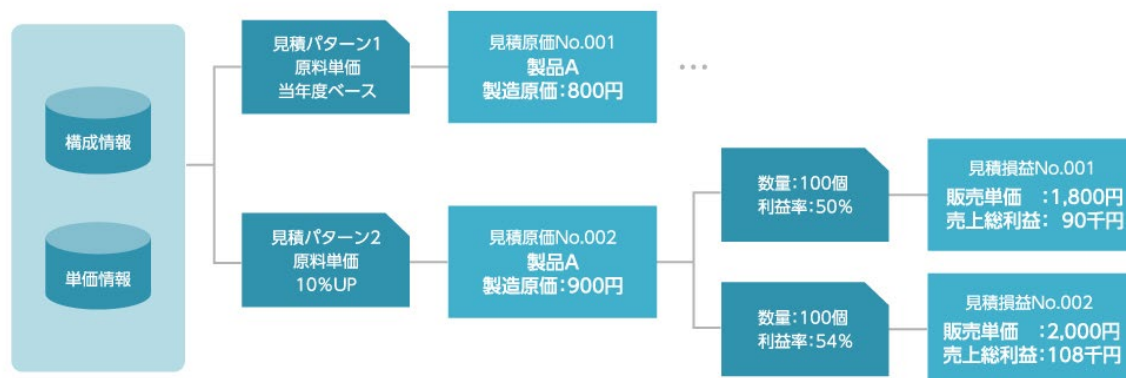 構成情報
単価情報
見積パターン1
原料単価
当年度ベース
見積原価No.001
製品A
製造原価:800円
…
見積パターン2
原料単価
10%UP
見積原価No.002
製品A
製造原価:900円
数量:100個
利益率:50%
見積損益No.001
販売単価 :1,800円
売上総利益: 90千円
数量:100個
利益率:54%
見積損益No.002
販売単価 :2,000円
売上総利益:108千円